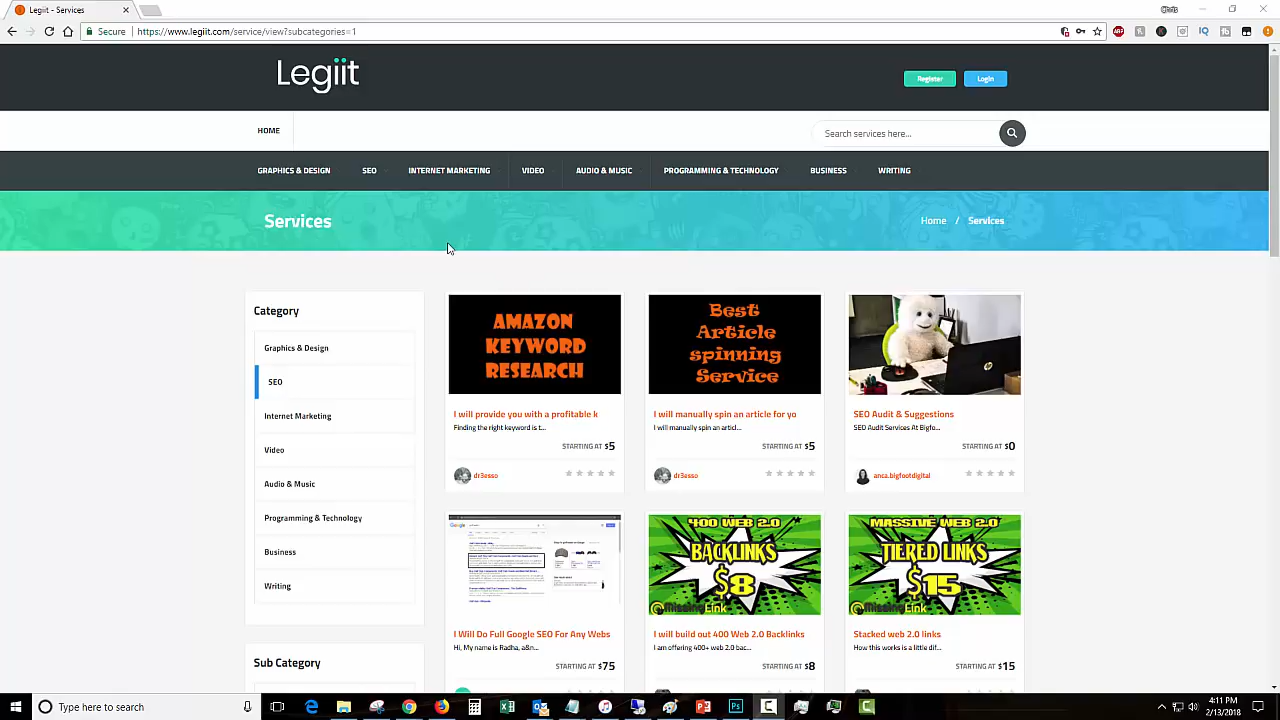 Legiit - Services
Chris
Secure
https://www.legiit.com/service/view?subcategories=1
Legiit
Register
Login
HOME
Search services here...
GRAPHICS & DESIGN
SEO
INTERNET MARKETING
VIDEO
AUDIO & MUSIC
PROGRAMMING & TECHNOLOGY
BUSINESS
WRITING
Services
Home / Services
Category
Graphics & Design
SEO
Internet Marketing
Video
Audio & Music
Programming & Technology
Business
Writing
Sub Category
AMAZON
KEYWORD
RESEARCH
I will provide you with a profitable k
Finding the right keyword is t...
STARTING AT $5
dr3esso
Best
Article
spinning
Service
I will manually spin an article for yo
I will manually spin an articl...
STARTING AT $5
dr3esso
SEO Audit & Suggestions
SEO Audit Services At Bigfo...
STARTING AT $0
anca.bigfootdigital
I Will Do Full Google SEO For Any Webs
Hi, My name is Radha, a&n...
STARTING AT $75
400 WEB 2.0
BACKLINKS
$8
MissingLink
I will build out 400 Web 2.0 Backlinks
I am offering 400+ web 2.0 bac...
STARTING AT $8
MASSIVE WEB 2.0
TIERED LINKS
$15
MissingLink
Stacked web 2.0 links
How this works is a little dif...
STARTING AT $15
Type here to search
4:11 PM
2/13/2018